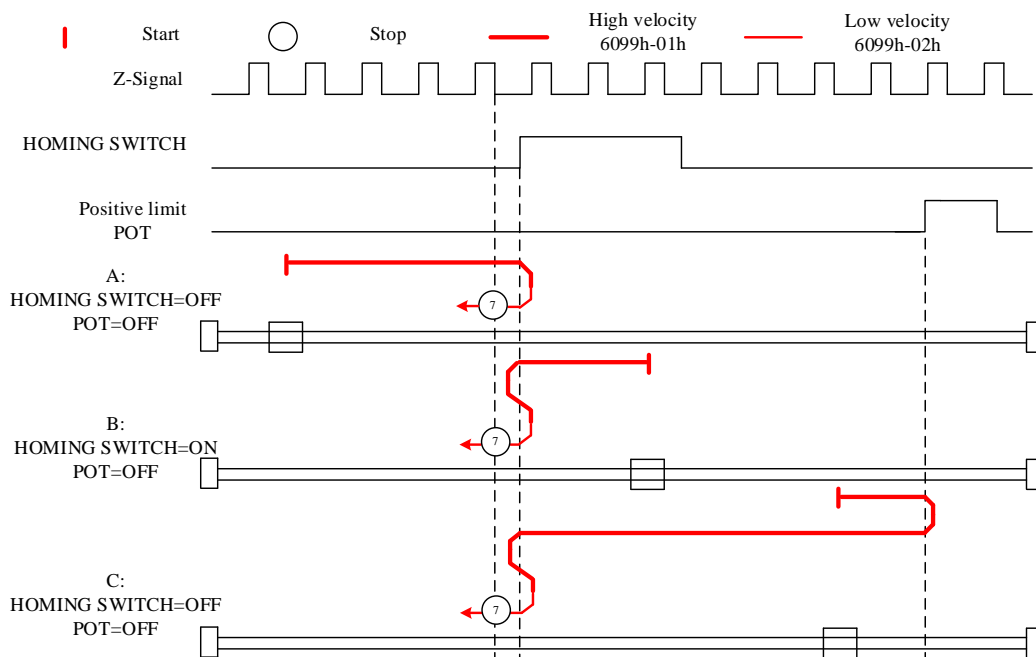 Start
Stop
High velocity
6099h-01h
Low velocity
6099h-02h
Z-Signal
HOMING SWITCH
Positive limit
POT
A:
HOMING SWITCH=OFF
POT=OFF
7
B:
HOMING SWITCH=ON
POT=OFF
7
C:
HOMING SWITCH=OFF
POT=OFF
7